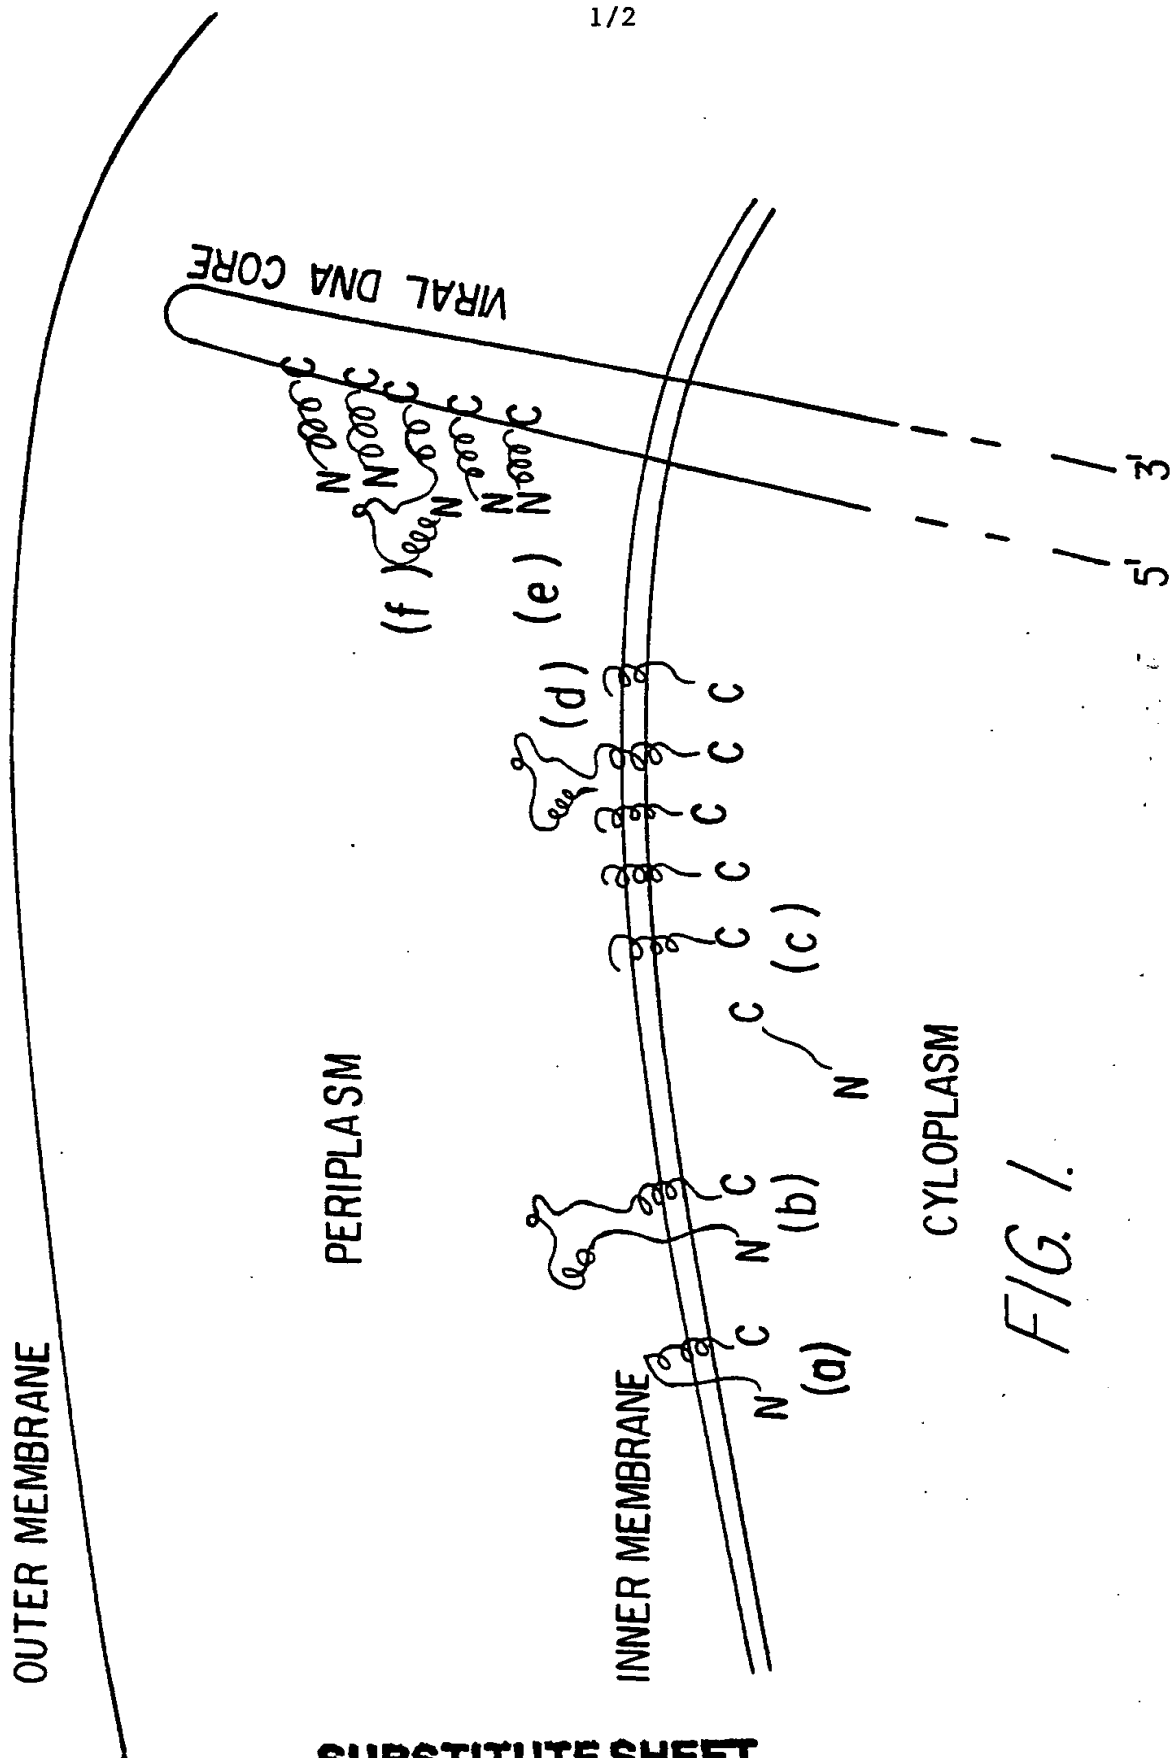 1/2
OUTER MEMBRANE
PERIPLASM
INNER MEMBRANE
CYLOPLASM
VIRAL DNA CORE
C
C
C
C
C
N
N
N
N
N
(f)
(e)
(d)
C
C
C
C
C
(c)
C
N
N
C
(b)
N
C
(a)
5'
3'
FIG. 1.
SUBSTITUTE SHEET